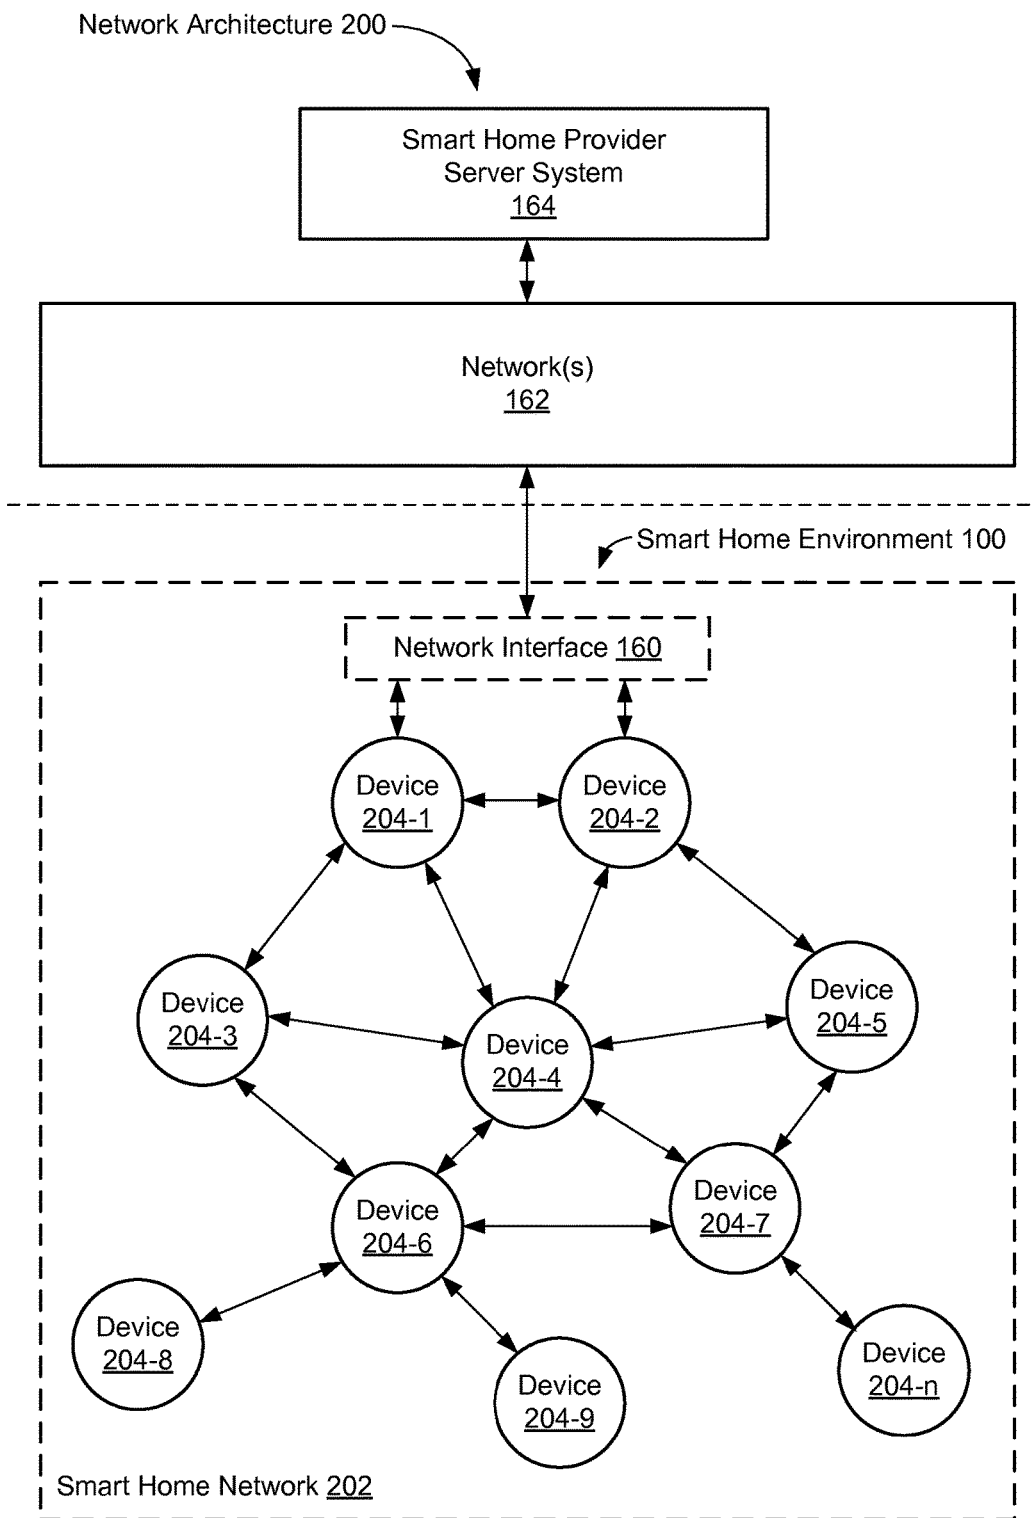 Network Architecture 200
Smart Home Provider
Server System
164
Network(s)
162
Smart Home Environment 100
Network Interface 160
Device
204-1
Device
204-2
Device
204-3
Device
204-4
Device
204-5
Device
204-6
Device
204-7
Device
204-8
Device
204-9
Device
204-n
Smart Home Network 202